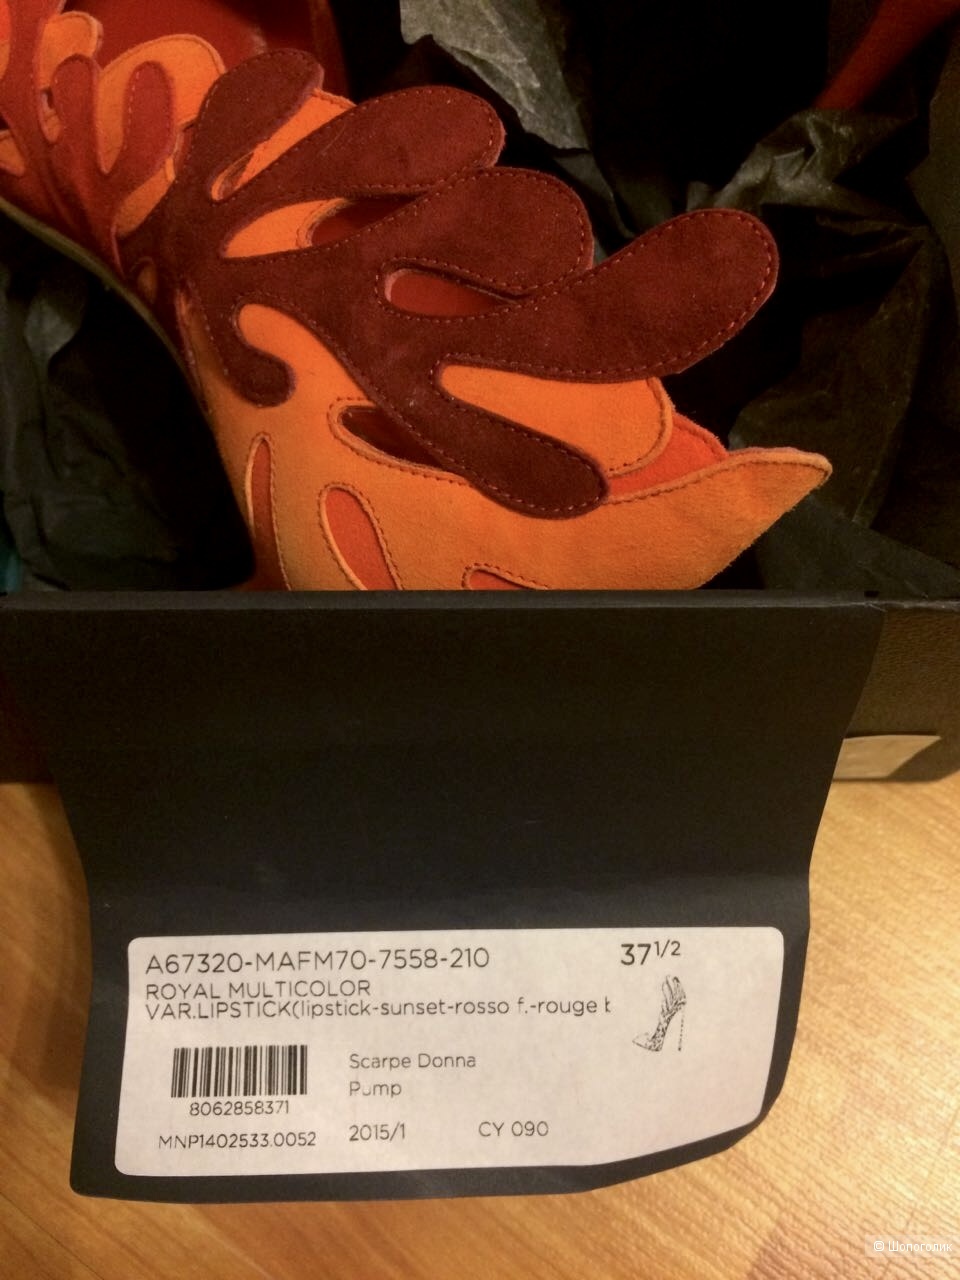 A67320-MAFM70-7558-210
37 1/2
ROYAL MULTICOLOR
VAR.LIPSTICK(lipstick-sunset-rosso f.-rouge t
Scarpe Donna
Pump
8062858371
MNP1402533.0052
2015/1
CY 090
© Шопоголик